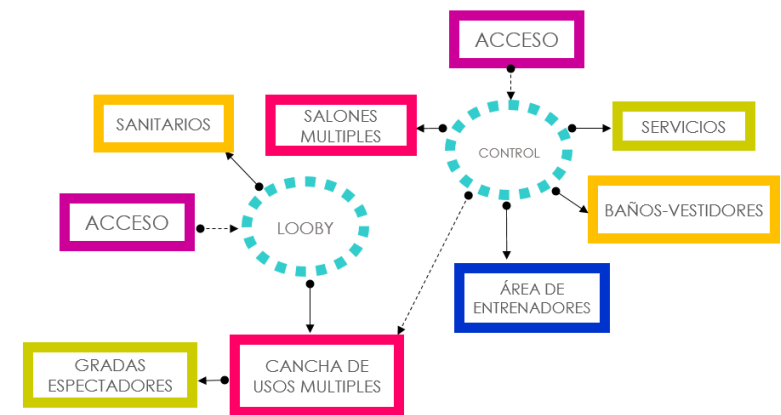 ACCESO
SANITARIOS
SALONES
MULTIPLES
SERVICIOS
CONTROL
ACCESO
LOOBY
BAÑOS-VESTIDORES
ÁREA DE
ENTRENADORES
GRADAS
ESPECTADORES
CANCHA DE
USOS MULTIPLES